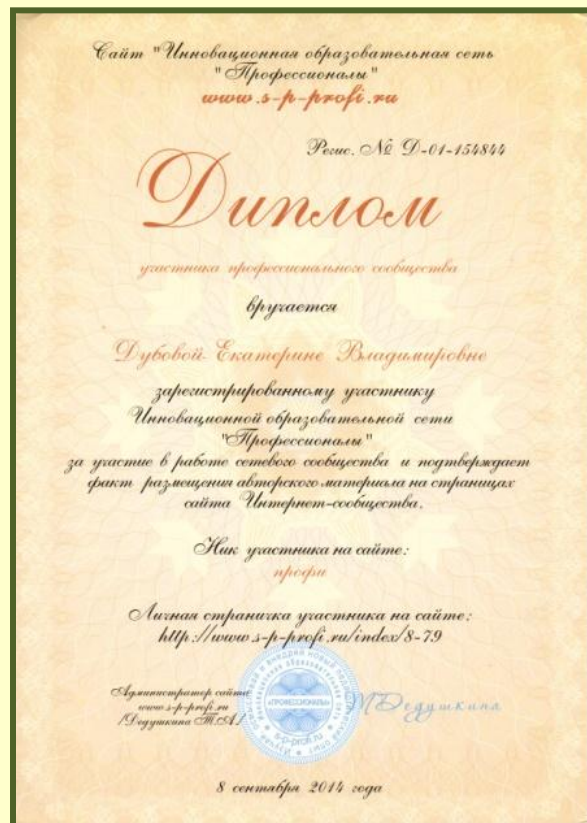 Сайт "Инновационная образовательная сеть
"Профессионалы"
www.s-p-profi.ru
Регис. № D-01-154844
Диплом
участника профессионального сообщества
вручается
Дубовой Екатерине Владимировне
зарегистрированному участнику
Инновационной образовательной сети
"Профессионалы"
за участие в работе сетевого сообщества и подтверждает
факт размещения авторского материала на страницах
сайта Интернет-сообщества.
Ник участника на сайте:
профи
Личная страничка участника на сайте:
http://www.s-p-profi.ru/index/8-79
Администратор сайта
www.s-p-profi.ru
/Дедушкина Т.А./
«ПРОФЕССИОНАЛЫ»
s-p-profi.ru
Дедушкина
8 сентября 2014 года